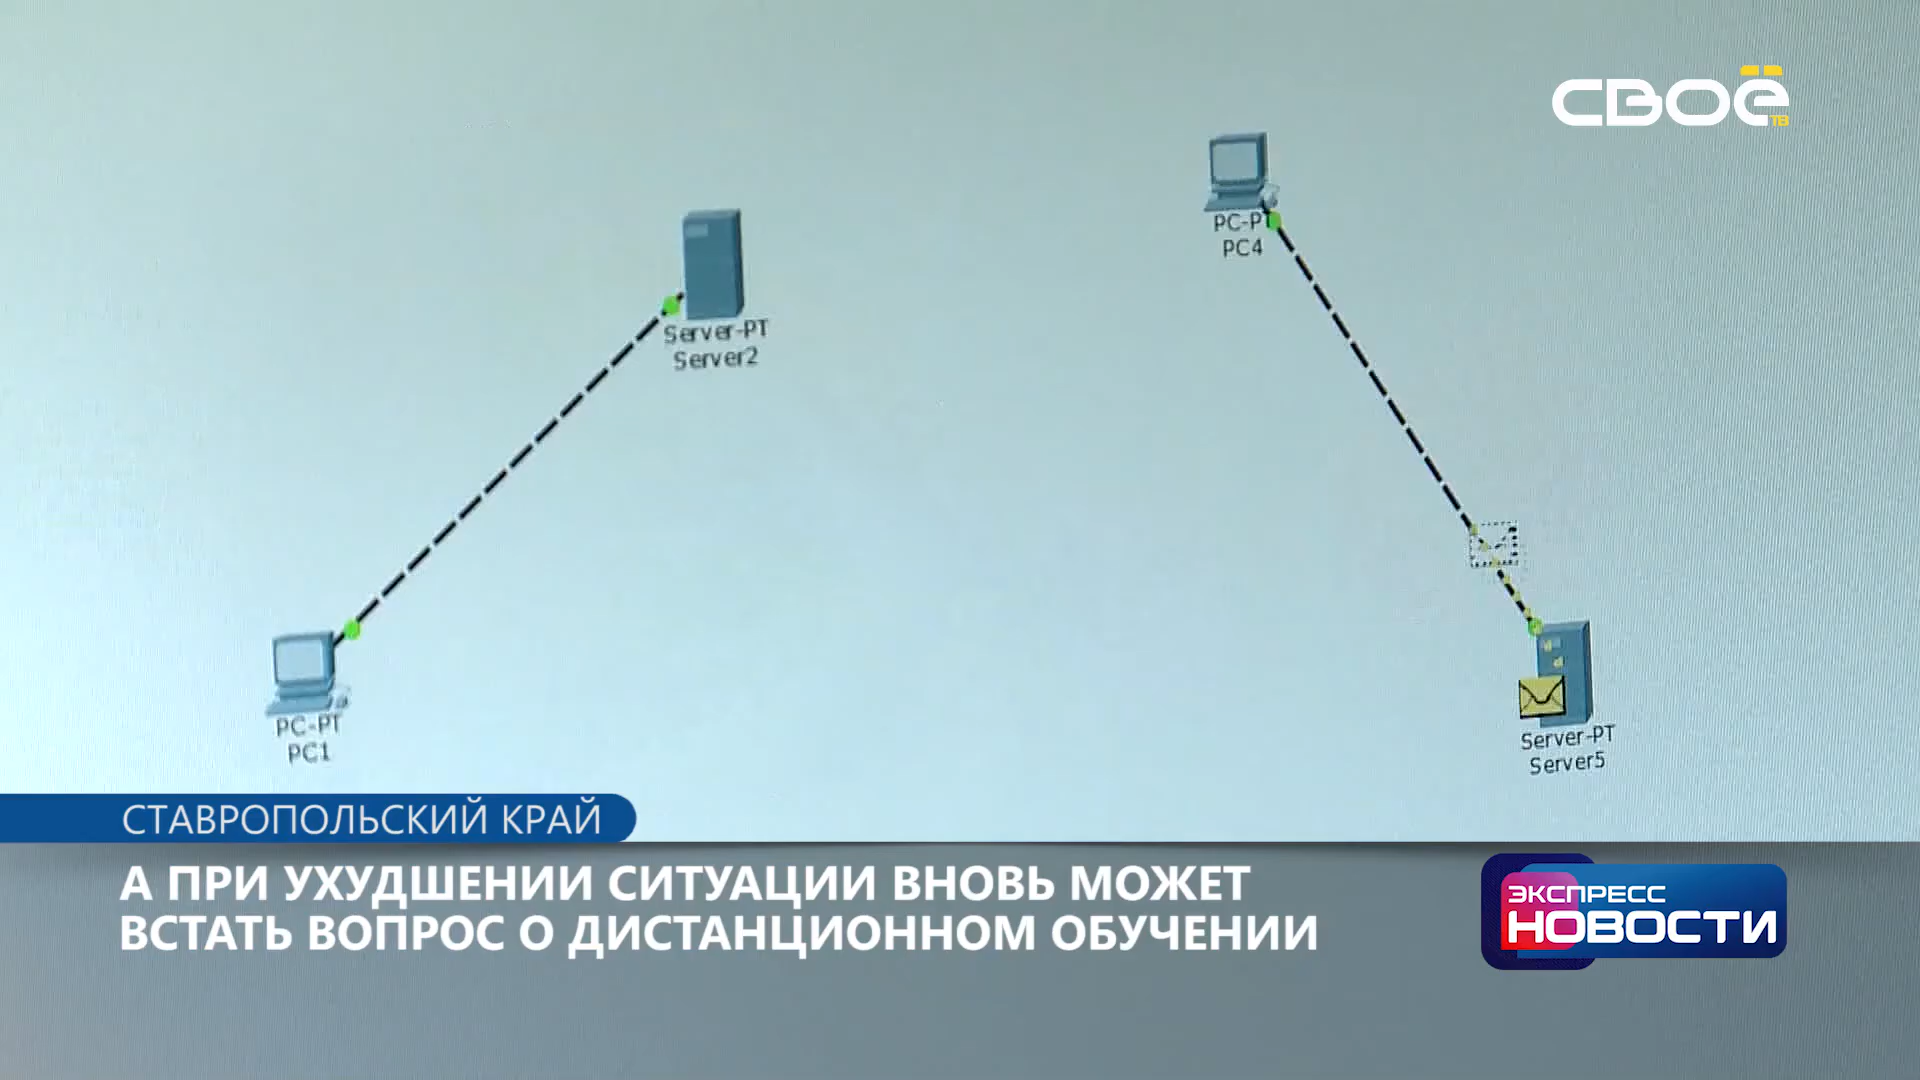 СВОЁ
ТВ
PC-PT
PC4
Server-PT
Server2
PC-PT
PC1
Server-PT
Server5
СТАВРОПОЛЬСКИЙ КРАЙ
А ПРИ УХУДШЕНИИ СИТУАЦИИ ВНОВЬ МОЖЕТ
ВСТАТЬ ВОПРОС О ДИСТАНЦИОННОМ ОБУЧЕНИИ
ЭКСПРЕСС
НОВОСТИ